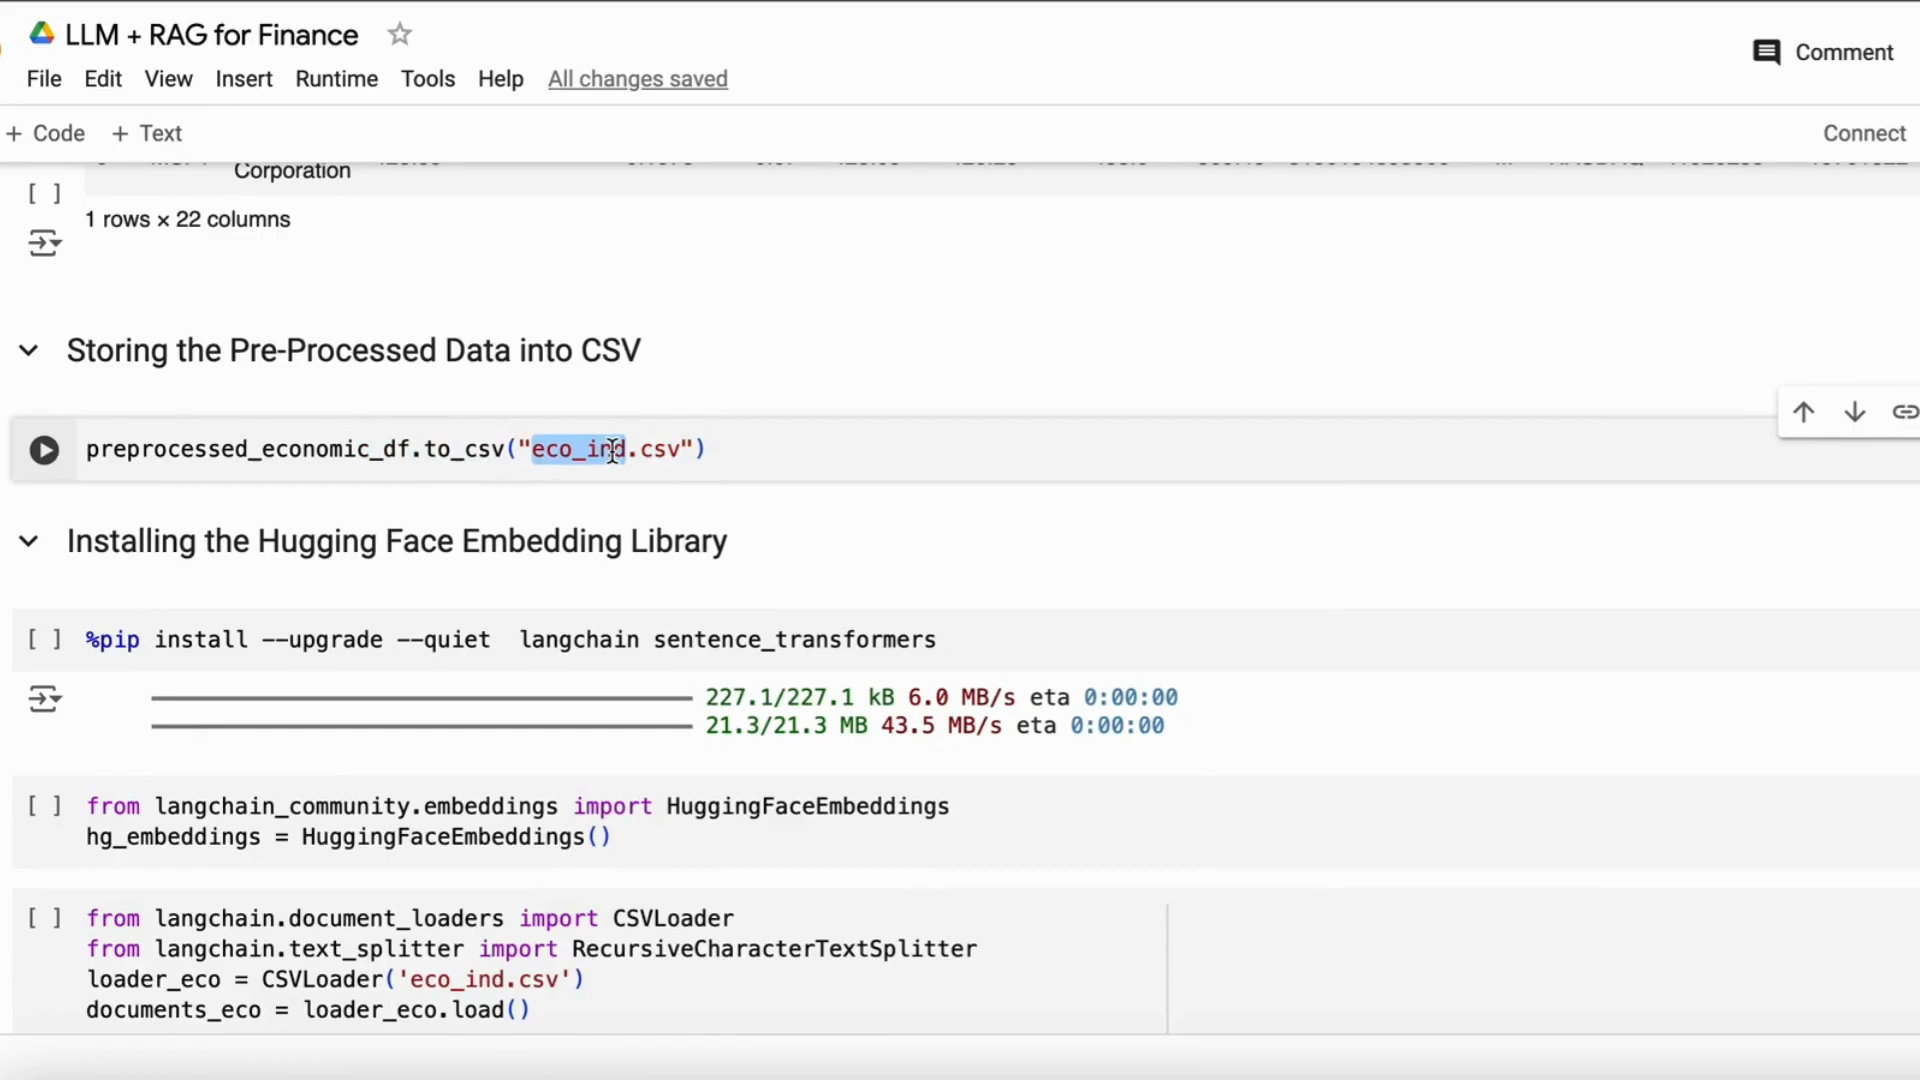 LLM + RAG for Finance
Comment
File Edit View Insert Runtime Tools Help All changes saved
+ Code + Text
Connect
Corporation
[ ]
1 rows × 22 columns
Storing the Pre-Processed Data into CSV
preprocessed_economic_df.to_csv("eco_ind.csv")
Installing the Hugging Face Embedding Library
[ ] %pip install --upgrade --quiet  langchain sentence_transformers
227.1/227.1 kB 6.0 MB/s eta 0:00:00
21.3/21.3 MB 43.5 MB/s eta 0:00:00
[ ] from langchain_community.embeddings import HuggingFaceEmbeddings
hg_embeddings = HuggingFaceEmbeddings()
[ ] from langchain.document_loaders import CSVLoader
from langchain.text_splitter import RecursiveCharacterTextSplitter
loader_eco = CSVLoader('eco_ind.csv')
documents_eco = loader_eco.load()